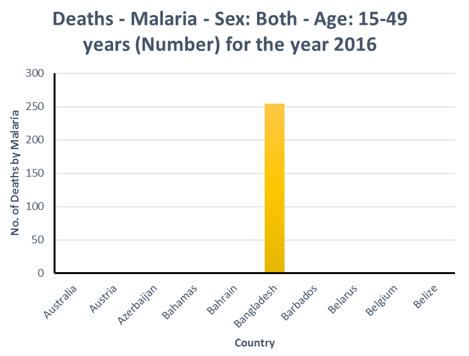 Deaths - Malaria - Sex: Both - Age: 15-49
years (Number) for the year 2016
No. of Deaths by Malaria
300
250
200
150
100
50
0
Australia
Austria
Azerbaijan
Bahamas
Bahrain
Bangladesh
Barbados
Belarus
Belgium
Belize
Country